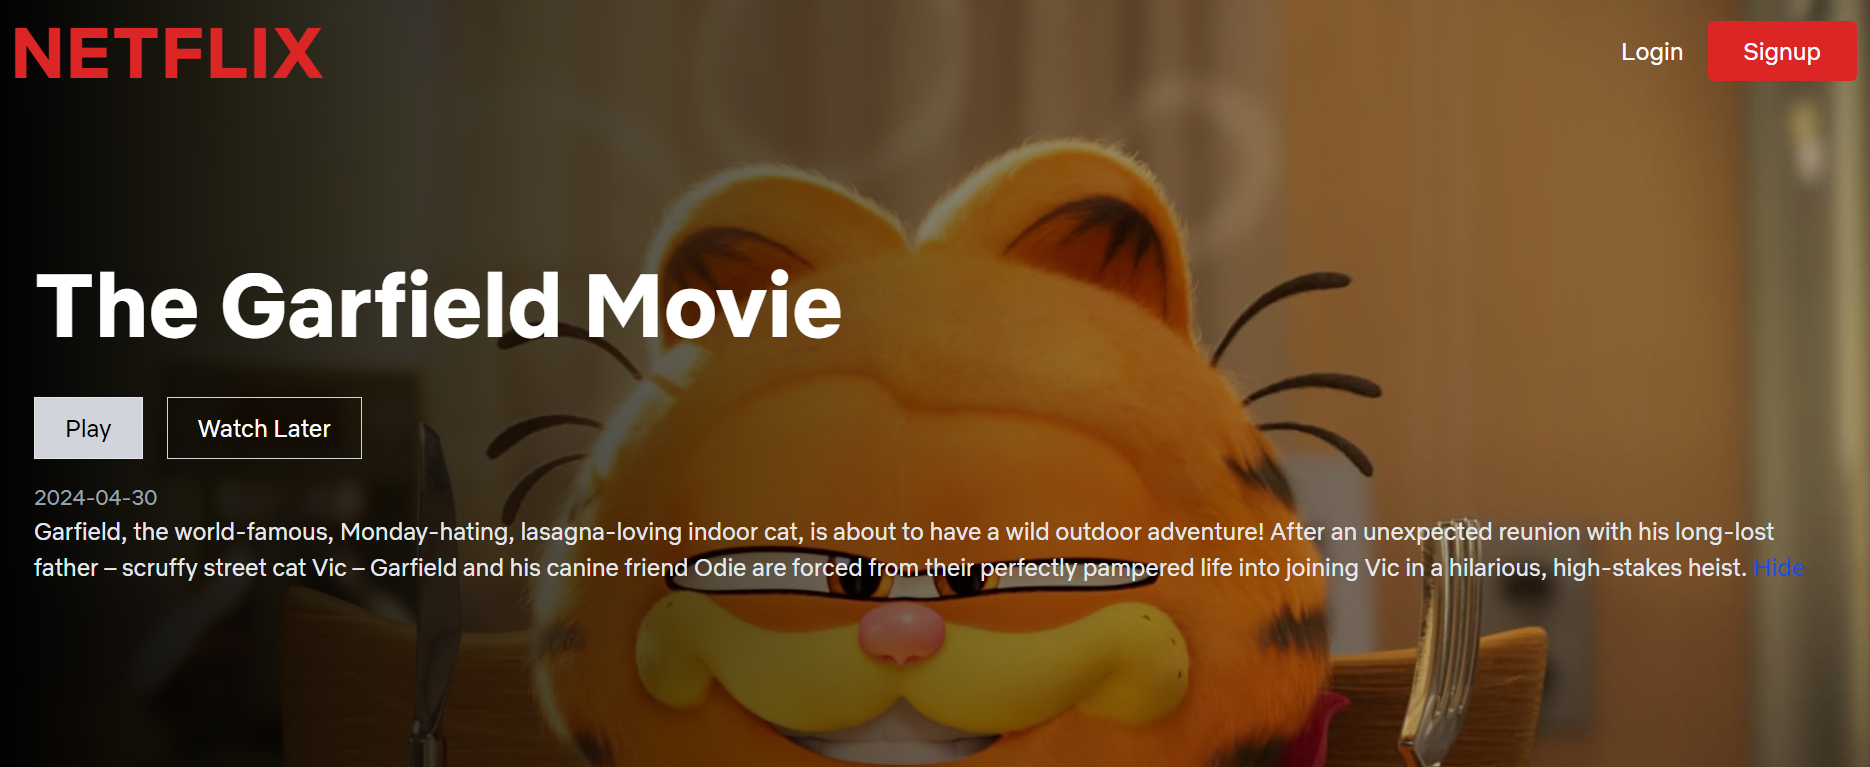 NETFLIX
Login
Signup
The Garfield Movie
Play
Watch Later
2024-04-30
Garfield, the world-famous, Monday-hating, lasagna-loving indoor cat, is about to have a wild outdoor adventure! After an unexpected reunion with his long-lost
father – scruffy street cat Vic – Garfield and his canine friend Odie are forced from their perfectly pampered life into joining Vic in a hilarious, high-stakes heist. Hide